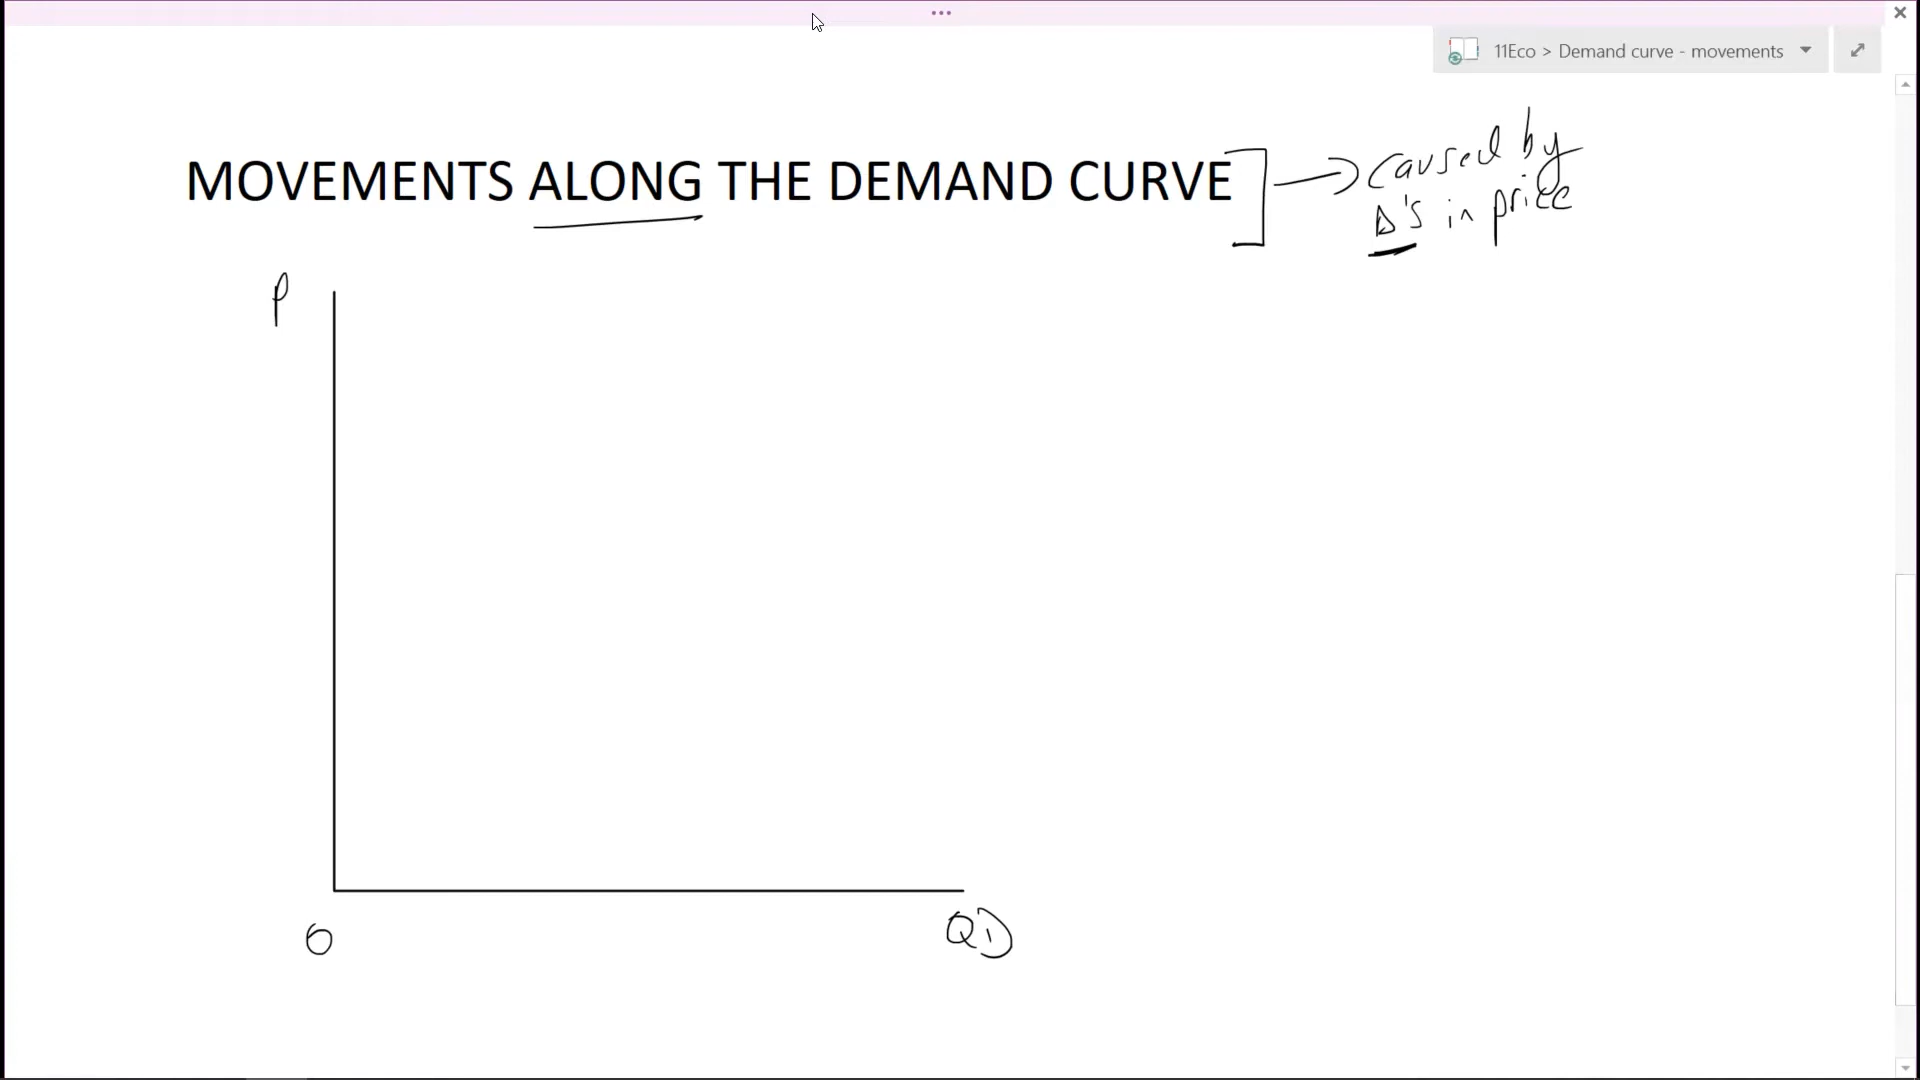 11Eco > Demand curve - movements
MOVEMENTS ALONG THE DEMAND CURVE
caused by
Δ's in price
P
0
QD